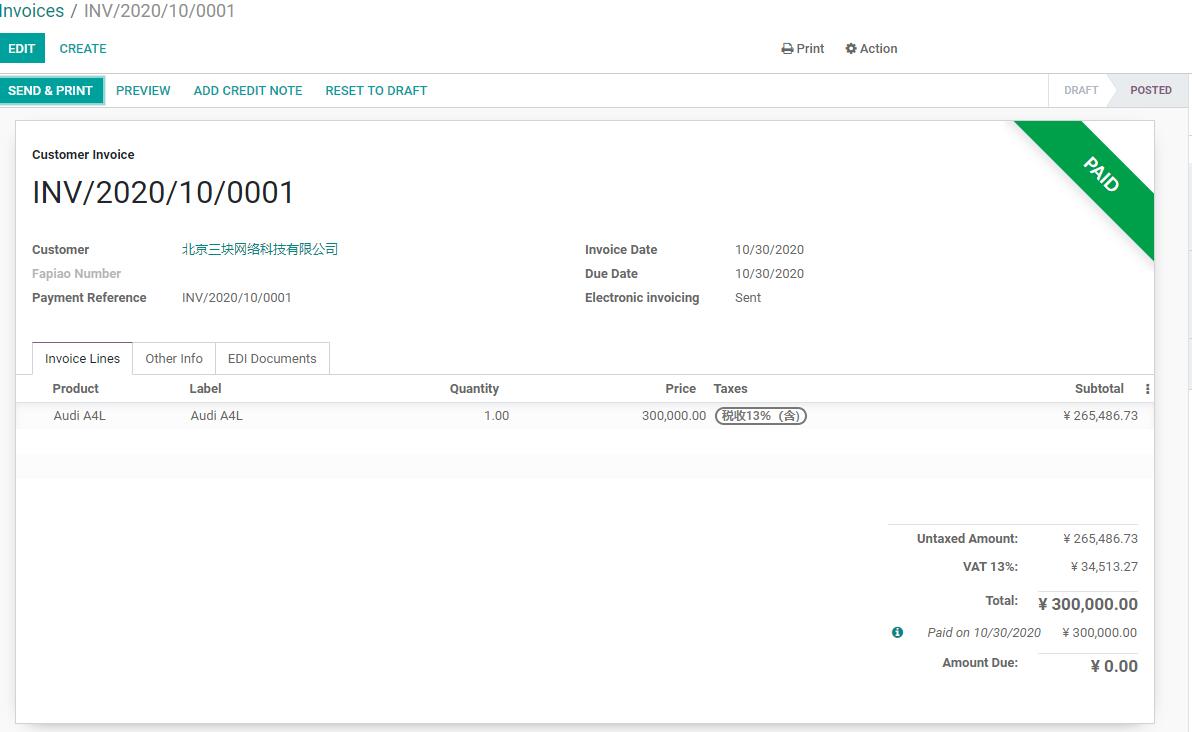 Invoices / INV/2020/10/0001
EDIT CREATE Print Action
SEND & PRINT PREVIEW ADD CREDIT NOTE RESET TO DRAFT DRAFT POSTED
PAID
Customer Invoice
INV/2020/10/0001
Customer 北京三块网络科技有限公司 Invoice Date 10/30/2020
Fapiao Number Due Date 10/30/2020
Payment Reference INV/2020/10/0001 Electronic invoicing Sent
Invoice Lines Other Info EDI Documents
Product Label Quantity Price Taxes Subtotal
Audi A4L Audi A4L 1.00 300,000.00 税收13%（含） ¥ 265,486.73
Untaxed Amount: ¥ 265,486.73
VAT 13%: ¥ 34,513.27
Total: ¥ 300,000.00
Paid on 10/30/2020 ¥ 300,000.00
Amount Due: ¥ 0.00